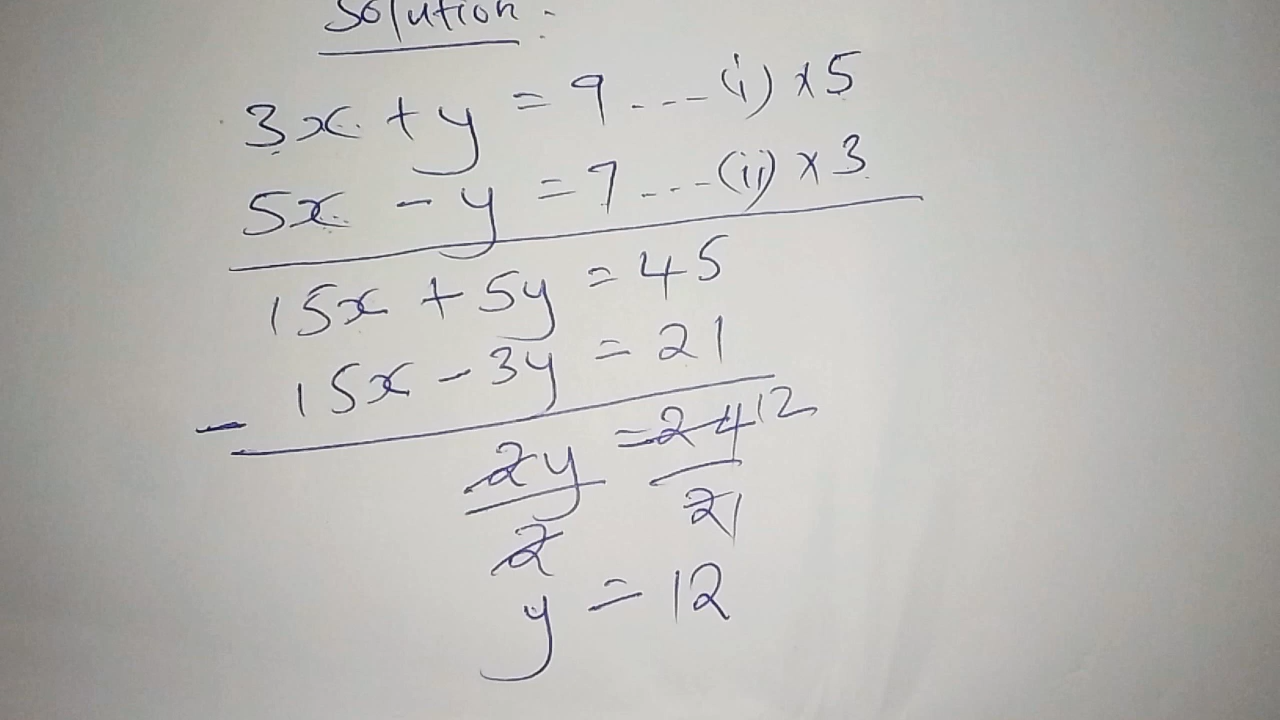 Solution:
3x + y = 9 --- (i) × 5
5x - y = 7 --- (ii) × 3
15x + 5y = 45
- 15x - 3y = 21
2y = 24 12
2 21
y = 12